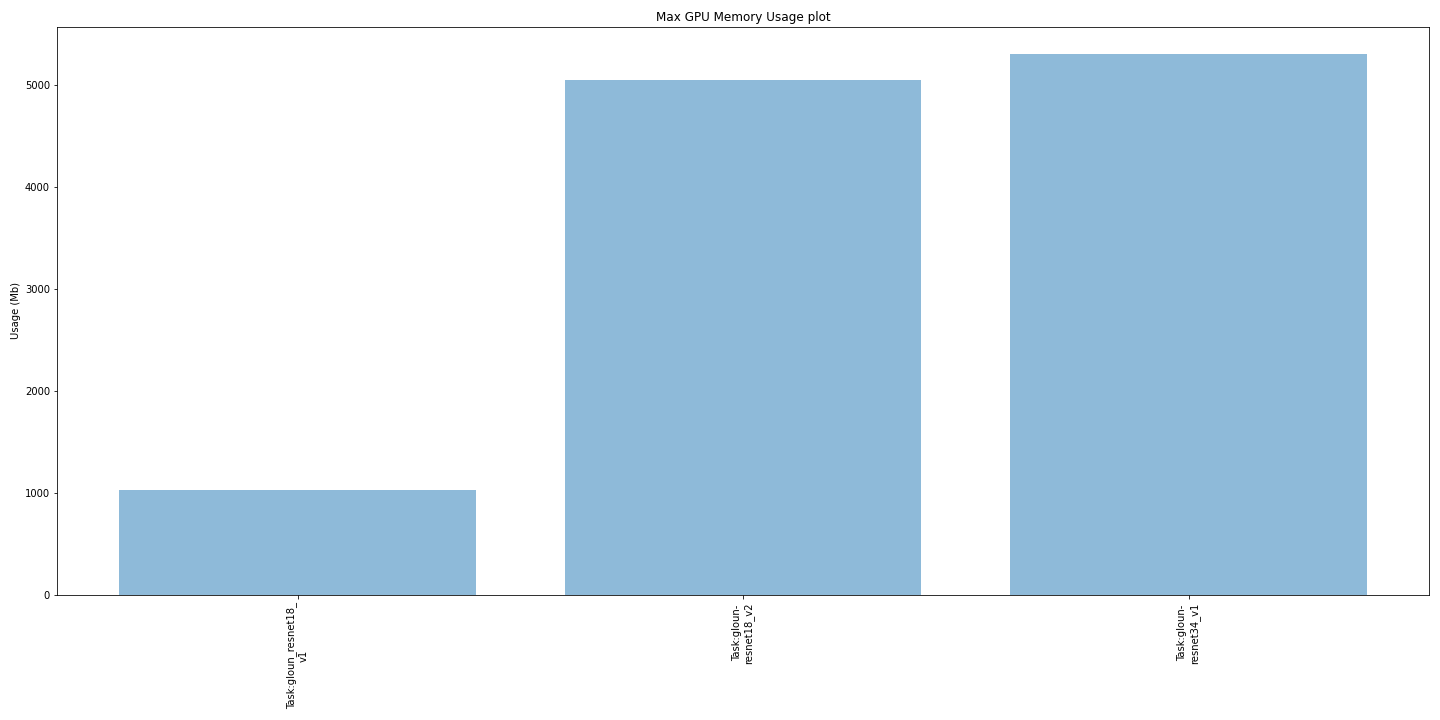 Max GPU Memory Usage plot
Usage (Mb)
5000
4000
3000
2000
1000
0
Task:gloun_resnet18_
v1
Task:gloun-
resnet18_v2
Task:gloun-
resnet34_v1